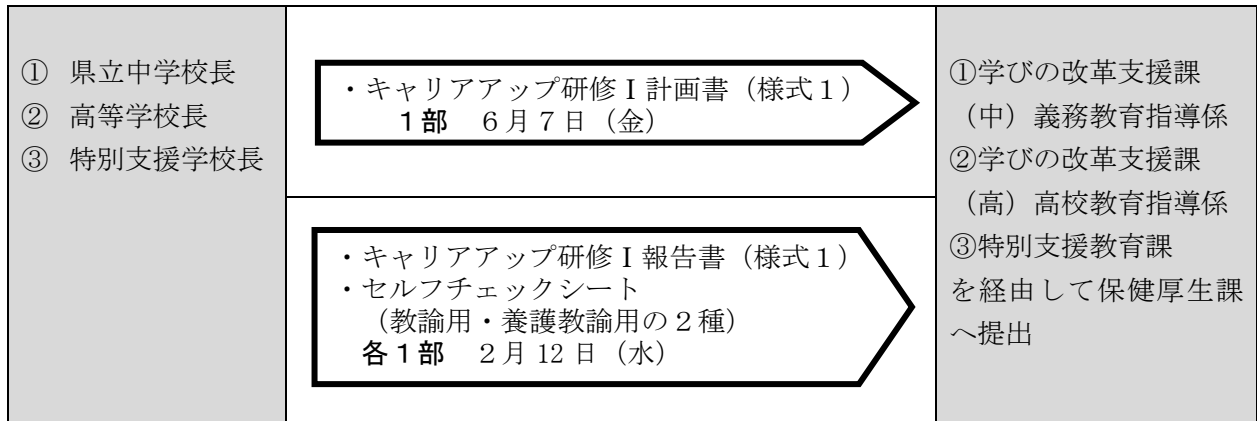 ① 県立中学校長
② 高等学校長
③ 特別支援学校長
・キャリアアップ研修Ⅰ計画書（様式１）
１部　６月７日（金）
・キャリアアップ研修Ⅰ報告書（様式１）
・セルフチェックシート
（教諭用・養護教諭用の２種）
各１部　２月 12 日（水）
①学びの改革支援課
（中）義務教育指導係
②学びの改革支援課
（高）高校教育指導係
③特別支援教育課
を経由して保健厚生課
へ提出